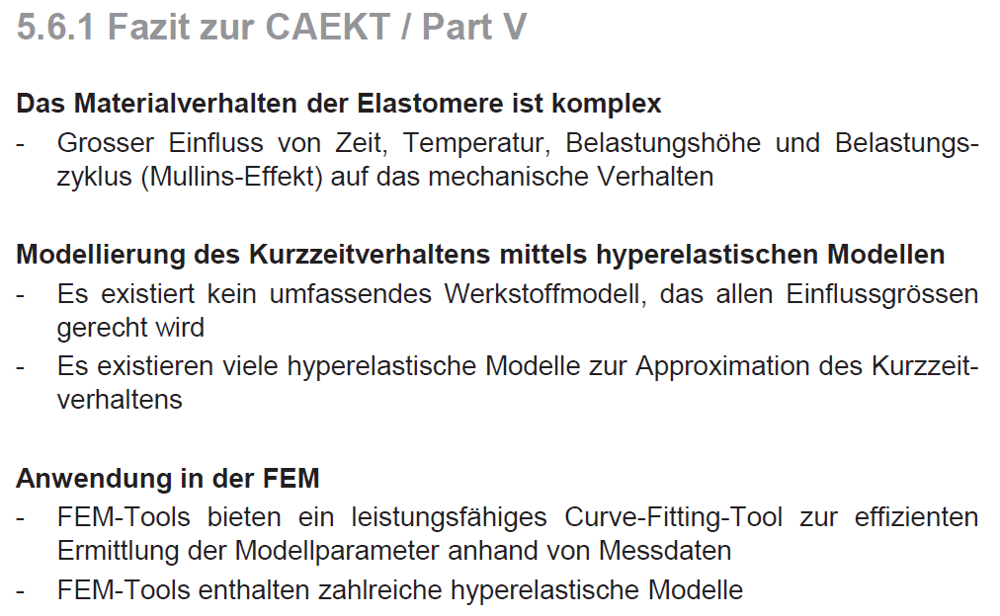 5.6.1 Fazit zur CAEKT / Part V
Das Materialverhalten der Elastomere ist komplex
- Grosser Einfluss von Zeit, Temperatur, Belastungshöhe und Belastungs-
zyklus (Mullins-Effekt) auf das mechanische Verhalten
Modellierung des Kurzzeitverhaltens mittels hyperelastischen Modellen
- Es existiert kein umfassendes Werkstoffmodell, das allen Einflussgrössen
gerecht wird
- Es existieren viele hyperelastische Modelle zur Approximation des Kurzzeit-
verhaltens
Anwendung in der FEM
- FEM-Tools bieten ein leistungsfähiges Curve-Fitting-Tool zur effizienten
Ermittlung der Modellparameter anhand von Messdaten
- FEM-Tools enthalten zahlreiche hyperelastische Modelle